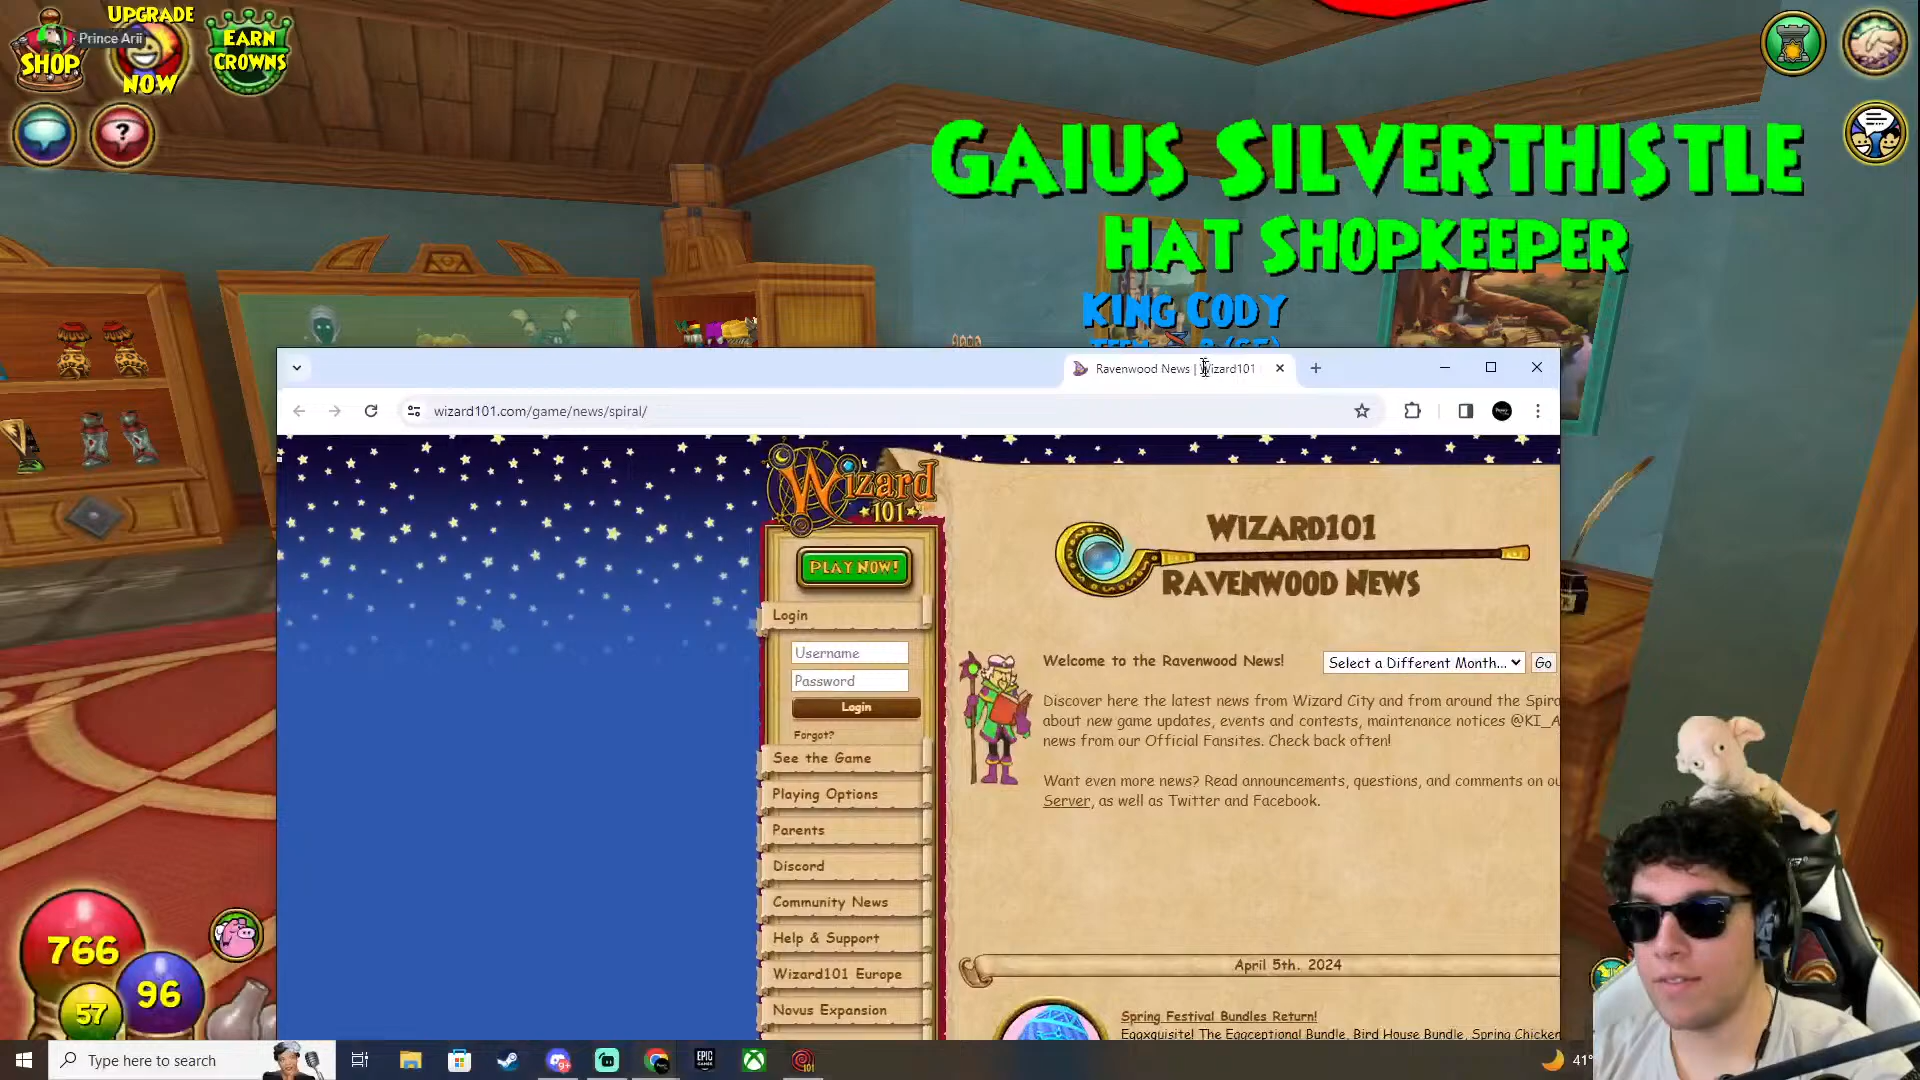 UPGRADE
Prince Arii
SHOP
NOW
EARN
CROWNS
?
GAIUS SILVERTHISTLE
HAT SHOPKEEPER
KING CODY
Ravenwood News | Wizard101
wizard101.com/game/news/spiral/
Wizard
101
PLAY NOW!
Login
Username
Password
Login
Forgot?
See the Game
Playing Options
Parents
Discord
Community News
Help & Support
Wizard101 Europe
Novus Expansion
WIZARD101
RAVENWOOD NEWS
Welcome to the Ravenwood News!
Select a Different Month...
Go
Discover here the latest news from Wizard City and from around the Spira
about new game updates, events and contests, maintenance notices @KI_A
news from our Official Fansites. Check back often!
Want even more news? Read announcements, questions, and comments on ou
Server, as well as Twitter and Facebook.
April 5th, 2024
Spring Festival Bundles Return!
Eggxquisite! The Eggceptional Bundle, Bird House Bundle, Spring Chicken
766
96
57
Type here to search
9+
EPIC
GAMES
101
41°